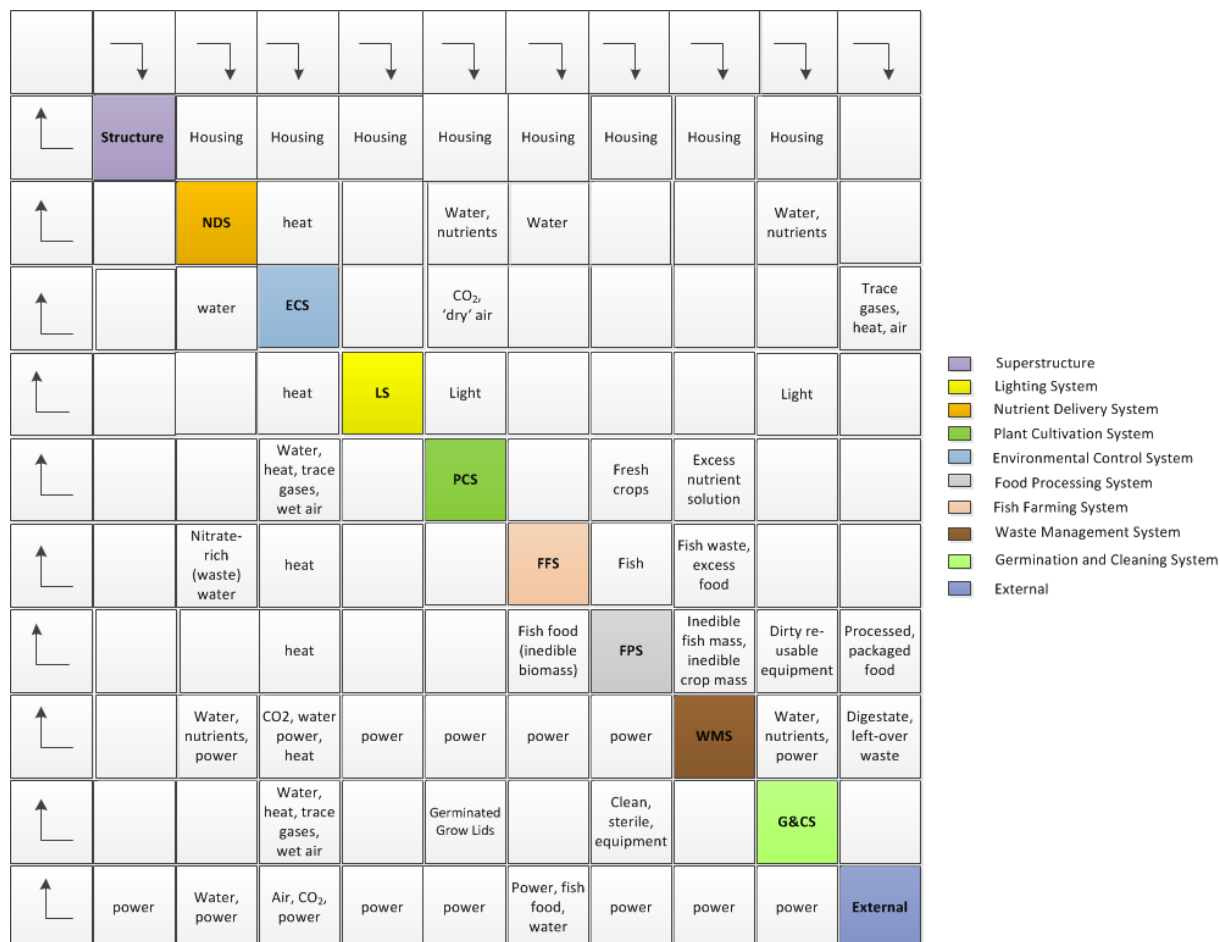 Structure
Housing
Housing
Housing
Housing
Housing
Housing
Housing
Housing
NDS
heat
Water,
nutrients
Water
Water,
nutrients
water
ECS
CO₂,
‘dry’ air
Trace
gases,
heat, air
heat
LS
Light
Light
Water,
heat, trace
gases,
wet air
PCS
Fresh
crops
Excess
nutrient
solution
Nitrate-
rich
(waste)
water
heat
FFS
Fish
Fish waste,
excess
food
heat
Fish food
(inedible
biomass)
FPS
Inedible
fish mass,
inedible
crop mass
Dirty re-
usable
equipment
Processed,
packaged
food
Water,
nutrients,
power
CO2, water
power,
heat
power
power
power
power
WMS
Water,
nutrients,
power
Digestate,
left-over
waste
Water,
heat, trace
gases,
wet air
Germinated
Grow Lids
Clean,
sterile,
equipment
G&CS
power
Water,
power
Air, CO₂,
power
power
power
Power, fish
food,
water
power
power
power
External
Superstructure
Lighting System
Nutrient Delivery System
Plant Cultivation System
Environmental Control System
Food Processing System
Fish Farming System
Waste Management System
Germination and Cleaning System
External